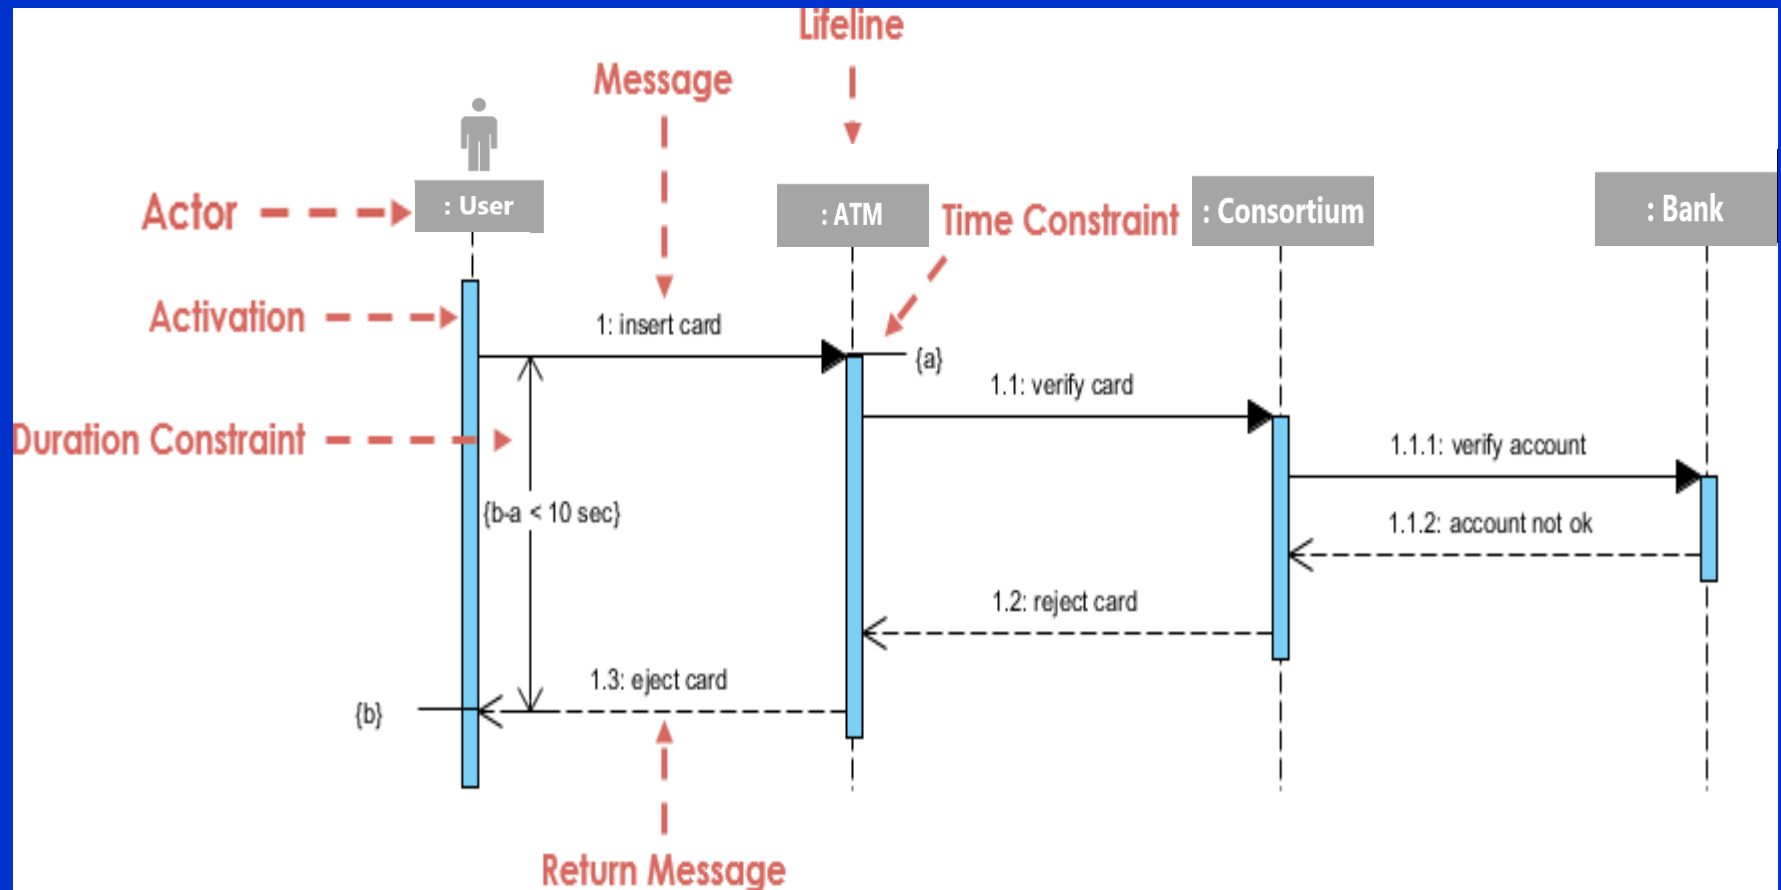 Lifeline
Message
Actor
: User
: ATM
Time Constraint
: Consortium
: Bank
Activation
1: insert card
{a}
1.1: verify card
Duration Constraint
1.1.1: verify account
{b-a < 10 sec}
1.1.2: account not ok
1.2: reject card
1.3: eject card
{b}
Return Message